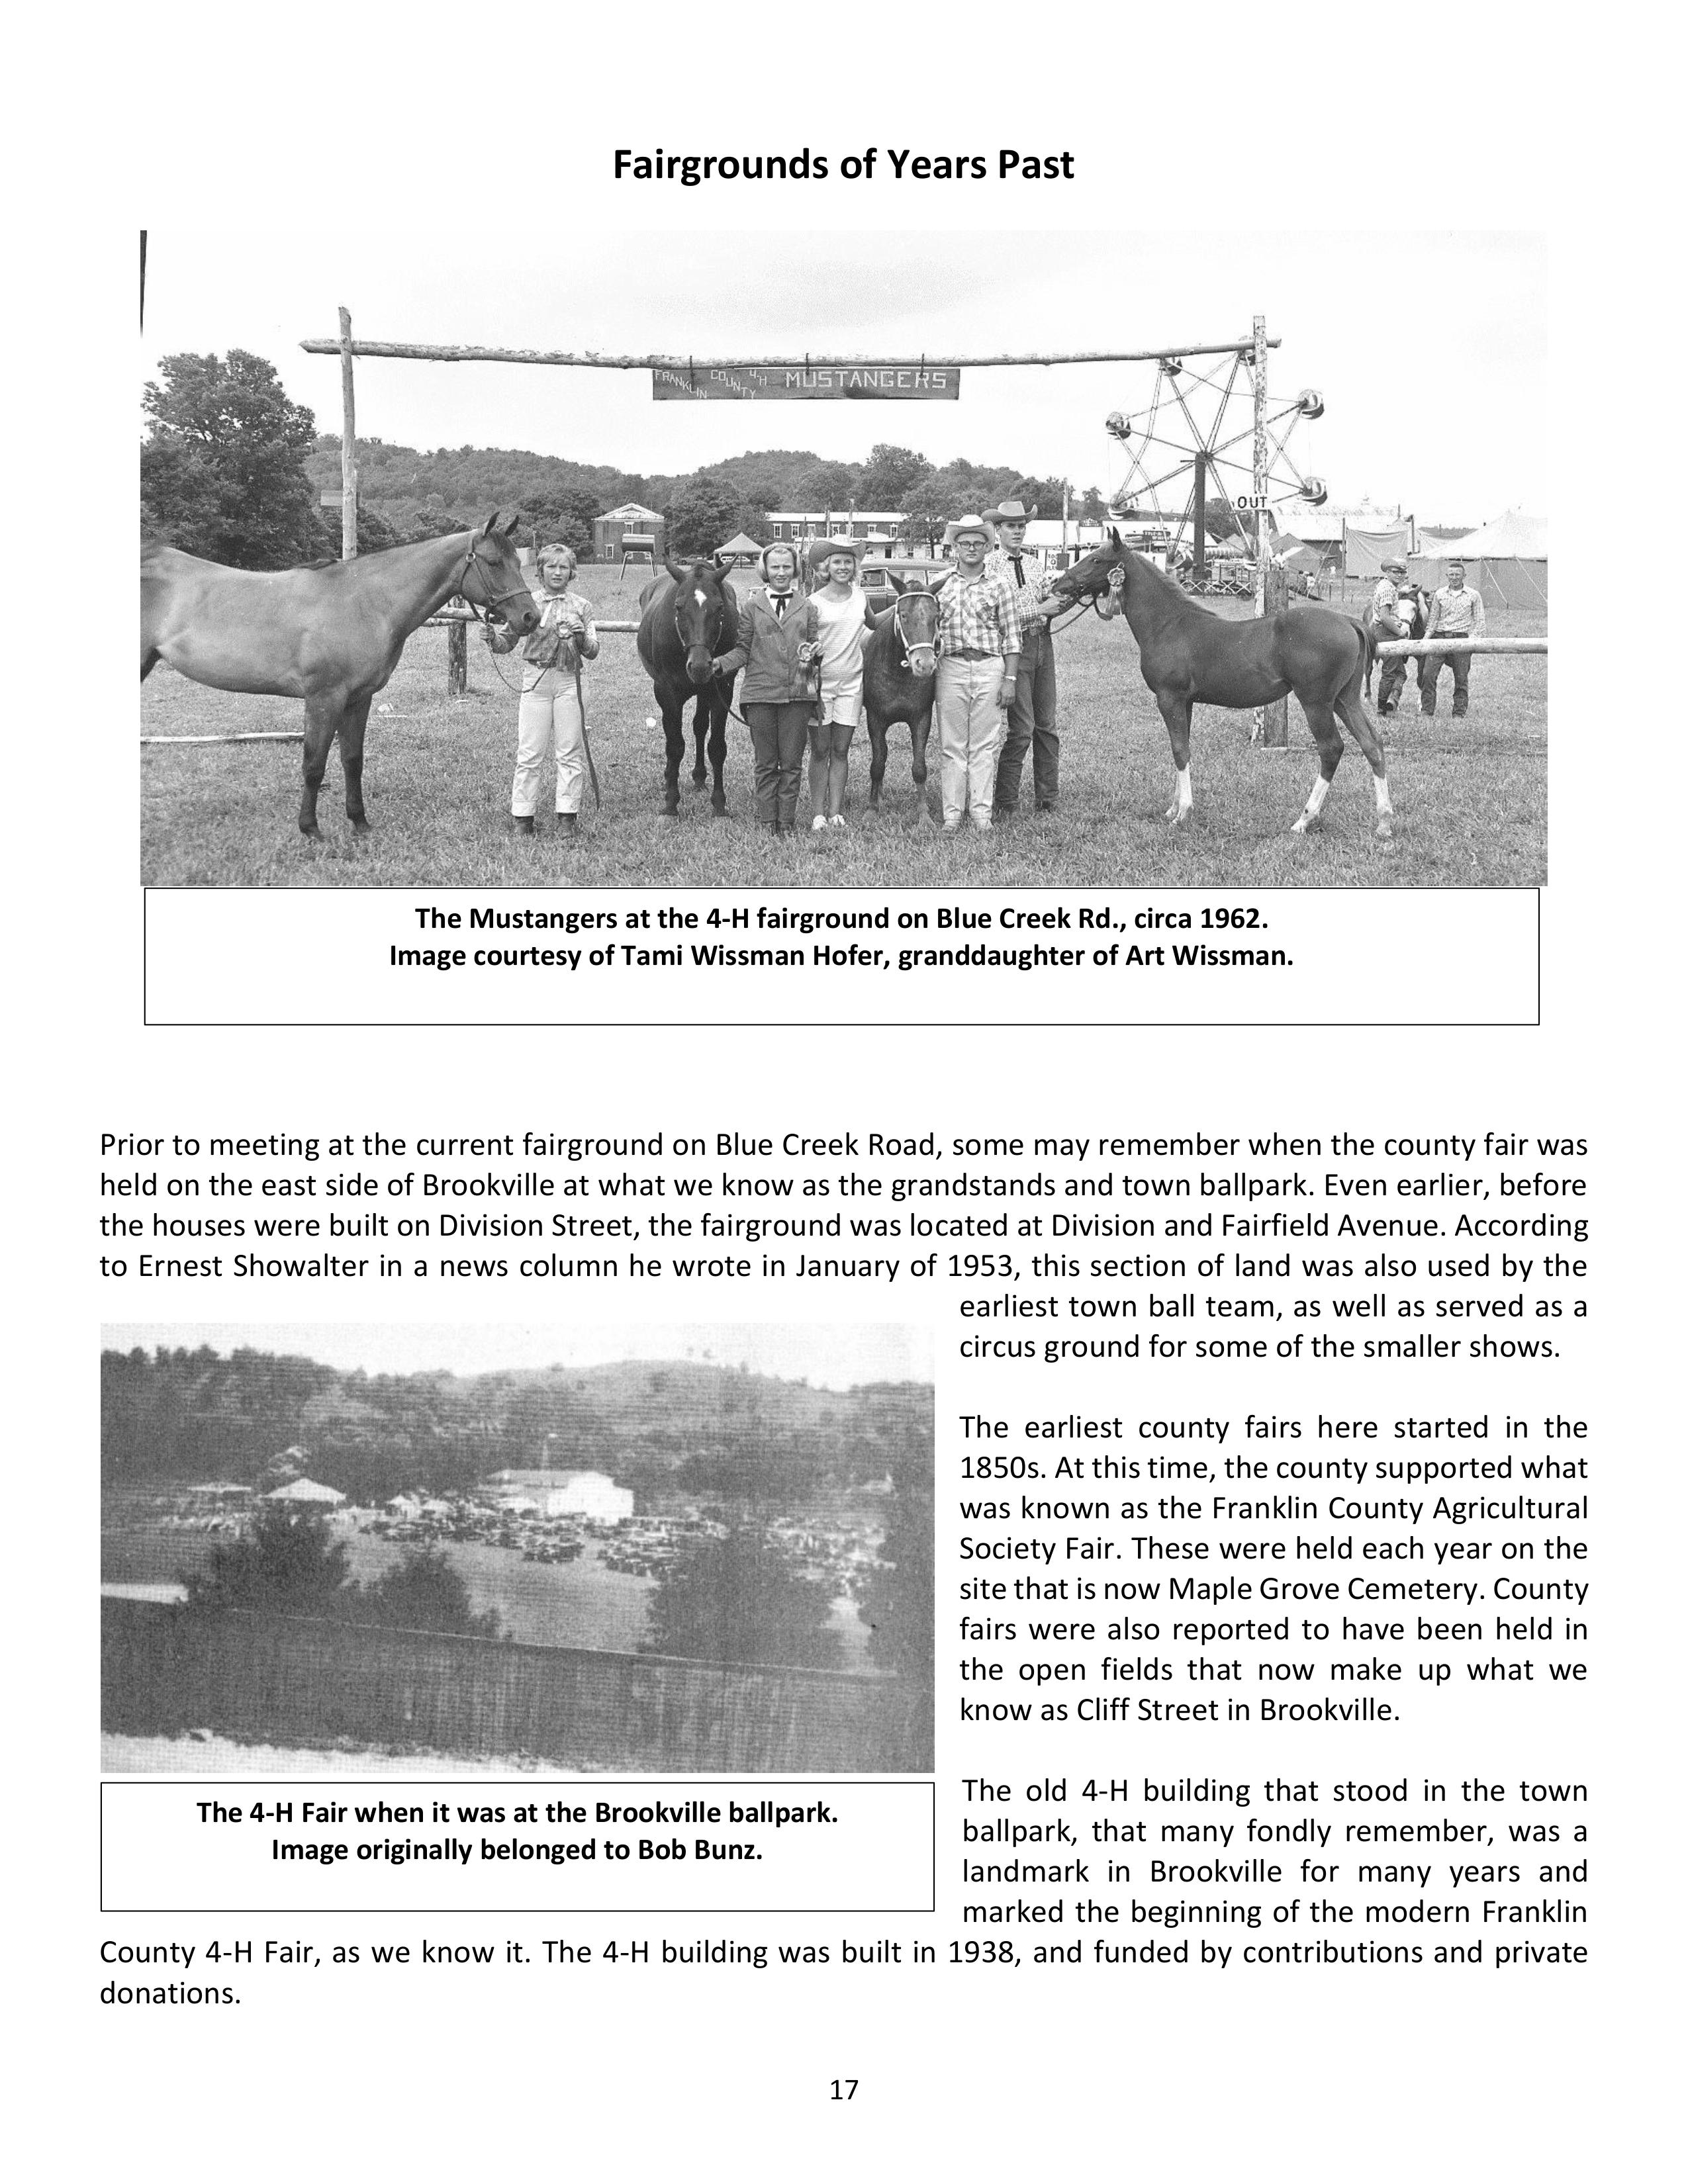 Fairgrounds of Years Past
FRANKLIN COUNTY 4-H MUSTANGERS
OUT
The Mustangers at the 4-H fairground on Blue Creek Rd., circa 1962.
Image courtesy of Tami Wissman Hofer, granddaughter of Art Wissman.
Prior to meeting at the current fairground on Blue Creek Road, some may remember when the county fair was
held on the east side of Brookville at what we know as the grandstands and town ballpark. Even earlier, before
the houses were built on Division Street, the fairground was located at Division and Fairfield Avenue. According
to Ernest Showalter in a news column he wrote in January of 1953, this section of land was also used by the
earliest town ball team, as well as served as a
circus ground for some of the smaller shows.
The earliest county fairs here started in the
1850s. At this time, the county supported what
was known as the Franklin County Agricultural
Society Fair. These were held each year on the
site that is now Maple Grove Cemetery. County
fairs were also reported to have been held in
the open fields that now make up what we
know as Cliff Street in Brookville.
The 4-H Fair when it was at the Brookville ballpark.
Image originally belonged to Bob Bunz.
The old 4-H building that stood in the town
ballpark, that many fondly remember, was a
landmark in Brookville for many years and
marked the beginning of the modern Franklin
County 4-H Fair, as we know it. The 4-H building was built in 1938, and funded by contributions and private
donations.
17